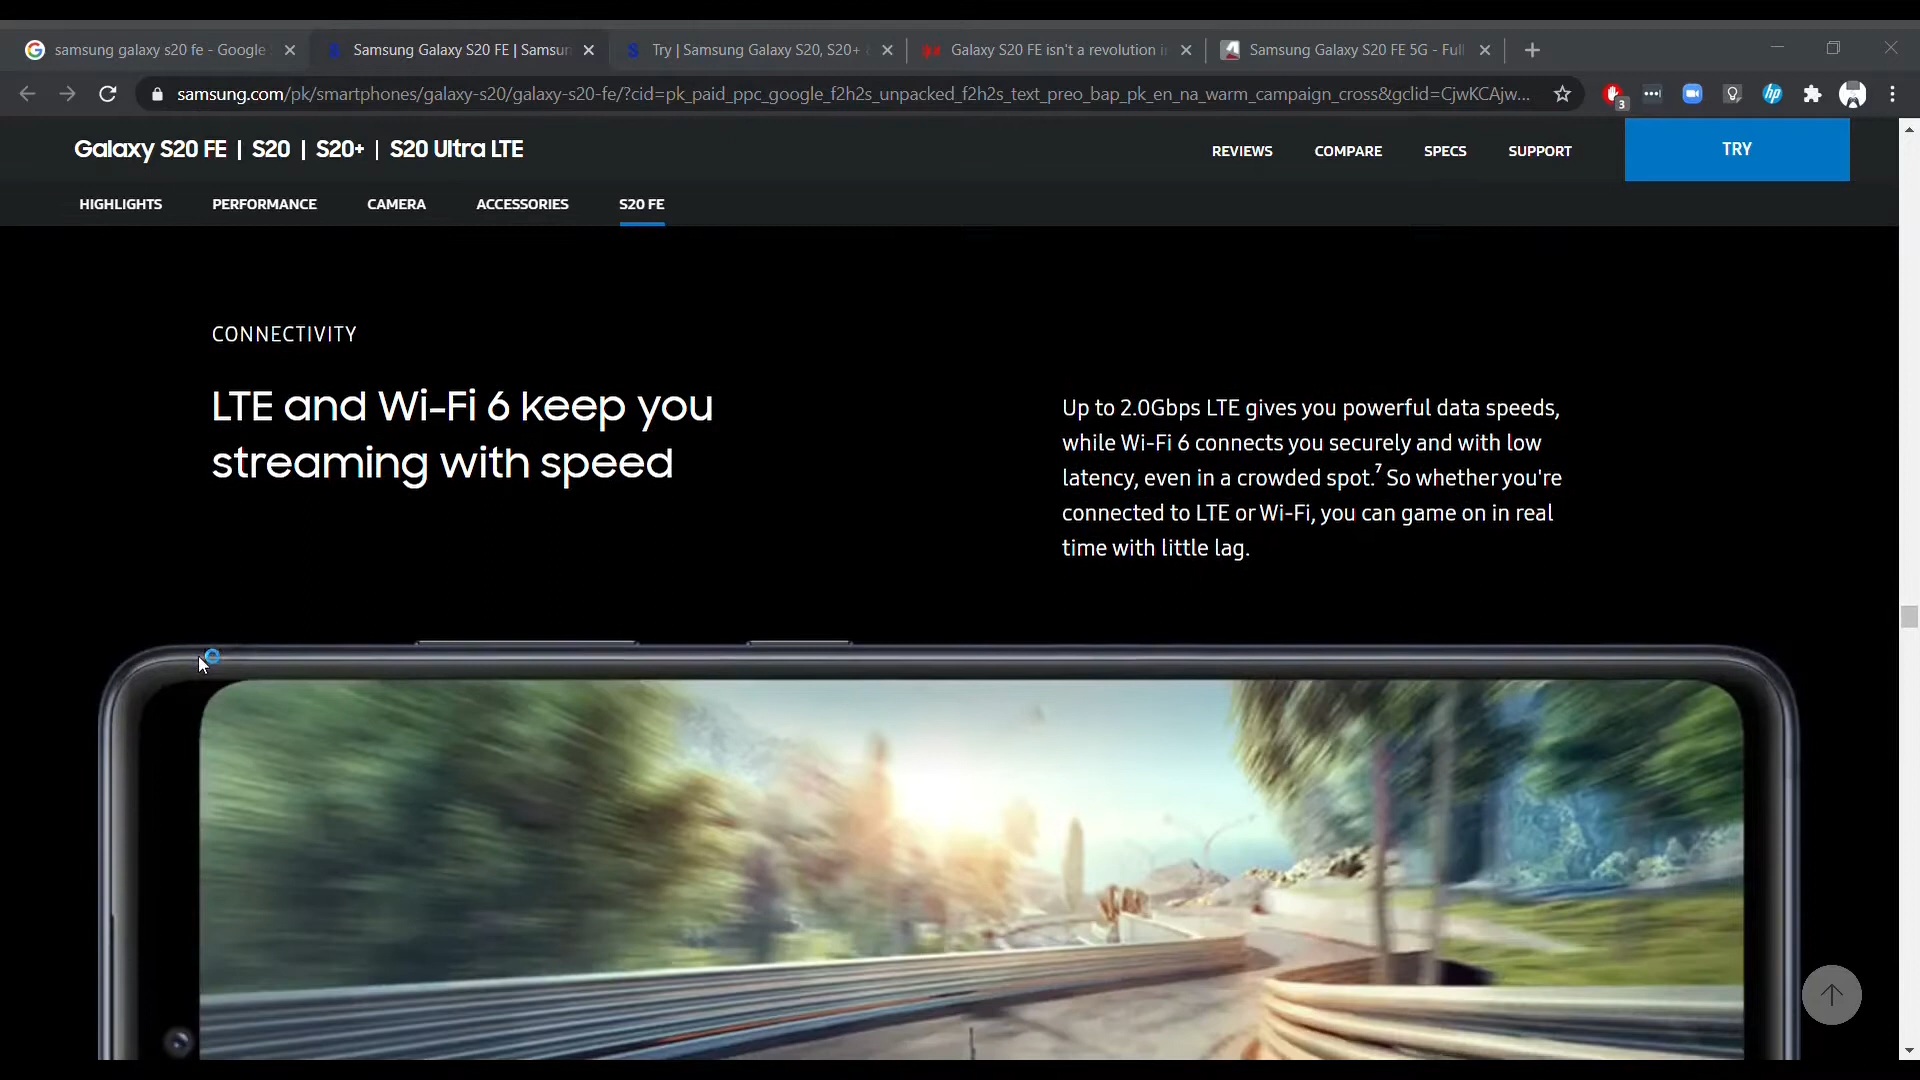 samsung galaxy s20 fe - Google
Samsung Galaxy S20 FE | Samsun
Try | Samsung Galaxy S20, S20+
Galaxy S20 FE isn't a revolution i
Samsung Galaxy S20 FE 5G - Full
samsung.com/pk/smartphones/galaxy-s20/galaxy-s20-fe/?cid=pk_paid_ppc_google_f2h2s_unpacked_f2h2s_text_preo_bap_pk_en_na_warm_campaign_cross&gclid=CjwKCAjw...
3
hp
Galaxy S20 FE | S20 | S20+ | S20 Ultra LTE
REVIEWS COMPARE SPECS SUPPORT TRY
HIGHLIGHTS PERFORMANCE CAMERA ACCESSORIES S20 FE
CONNECTIVITY
LTE and Wi-Fi 6 keep you
streaming with speed
Up to 2.0Gbps LTE gives you powerful data speeds,
while Wi-Fi 6 connects you securely and with low
latency, even in a crowded spot.⁷ So whether you're
connected to LTE or Wi-Fi, you can game on in real
time with little lag.